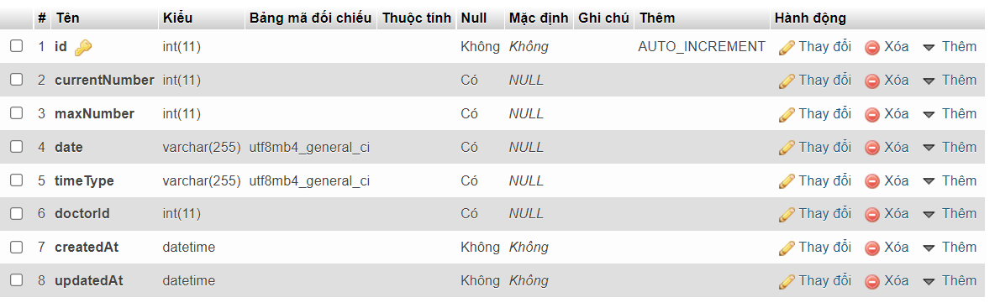 # Tên Kiểu Bảng mã đối chiếu Thuộc tính Null Mặc định Ghi chú Thêm Hành động
1 id int(11) Không Không AUTO_INCREMENT Thay đổi Xóa Thêm
2 currentNumber int(11) Có NULL Thay đổi Xóa Thêm
3 maxNumber int(11) Có NULL Thay đổi Xóa Thêm
4 date varchar(255) utf8mb4_general_ci Có NULL Thay đổi Xóa Thêm
5 timeType varchar(255) utf8mb4_general_ci Có NULL Thay đổi Xóa Thêm
6 doctorId int(11) Có NULL Thay đổi Xóa Thêm
7 createdAt datetime Không Không Thay đổi Xóa Thêm
8 updatedAt datetime Không Không Thay đổi Xóa Thêm